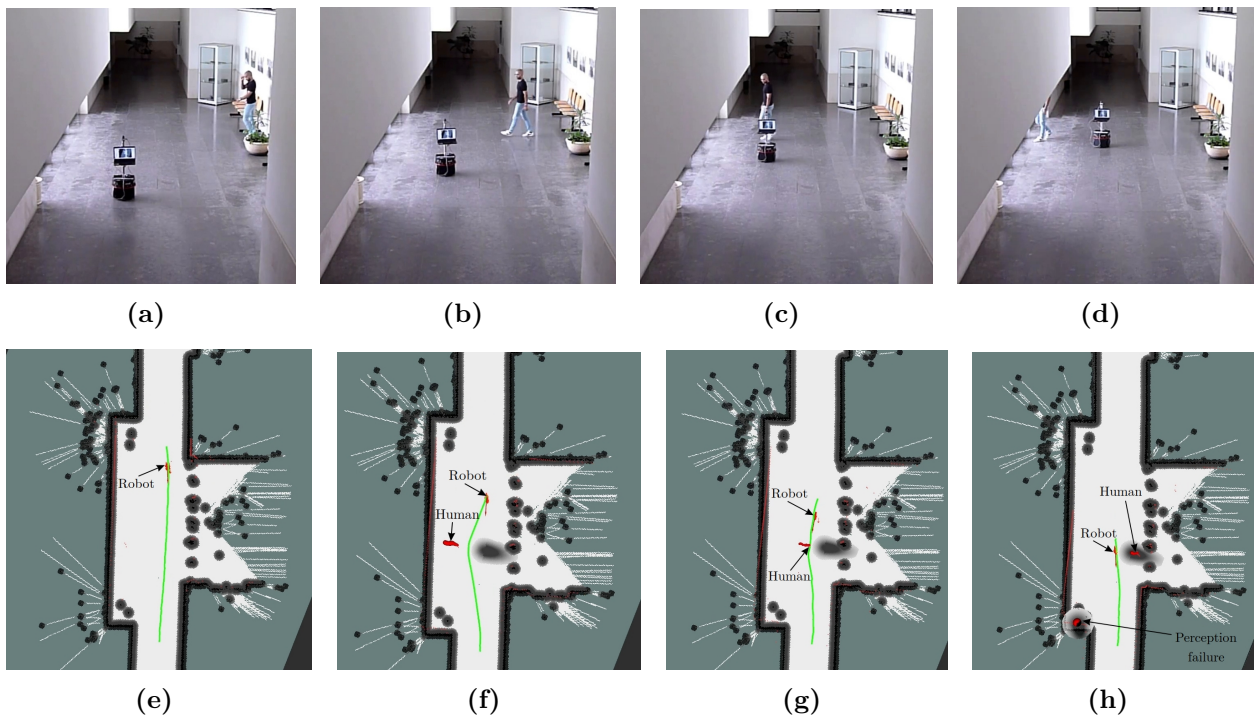 (a)
(b)
(c)
(d)
Robot
Robot
Human
Robot
Human
Human
Robot
Perception
failure
(e)
(f)
(g)
(h)